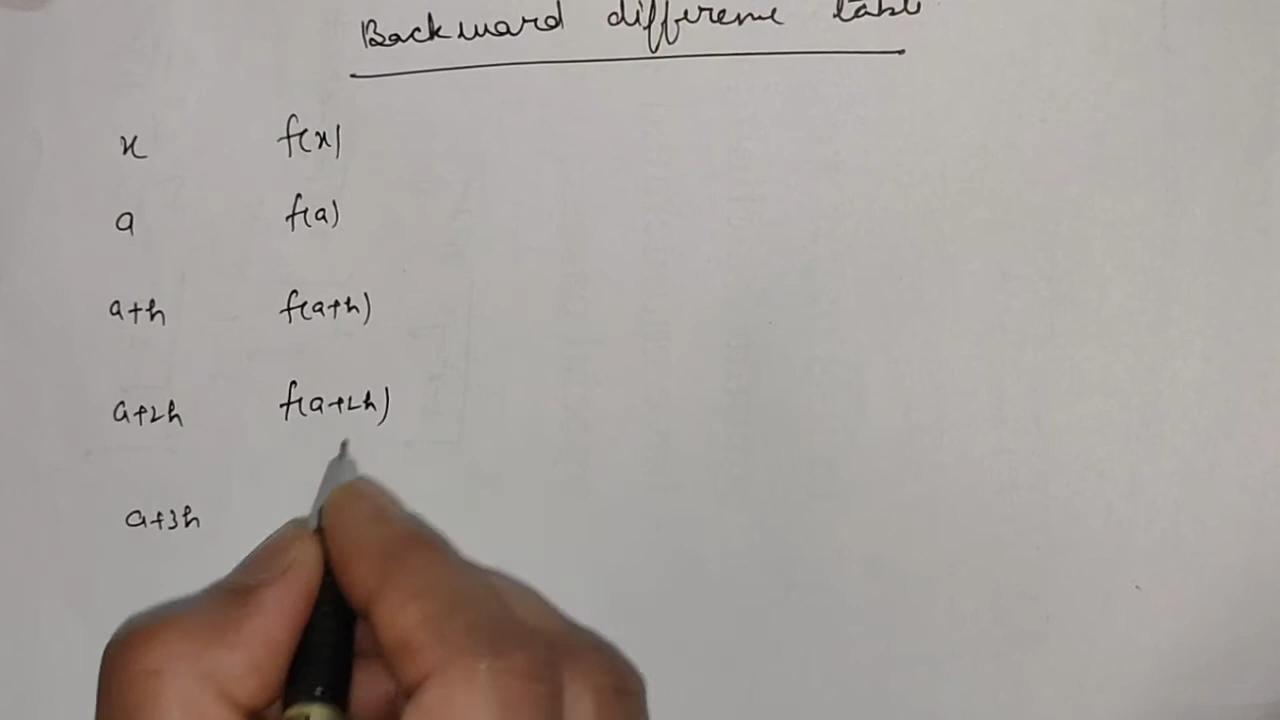 Backward difference table
x f(x)
a f(a)
a+h f(a+h)
a+2h f(a+2h)
a+3h